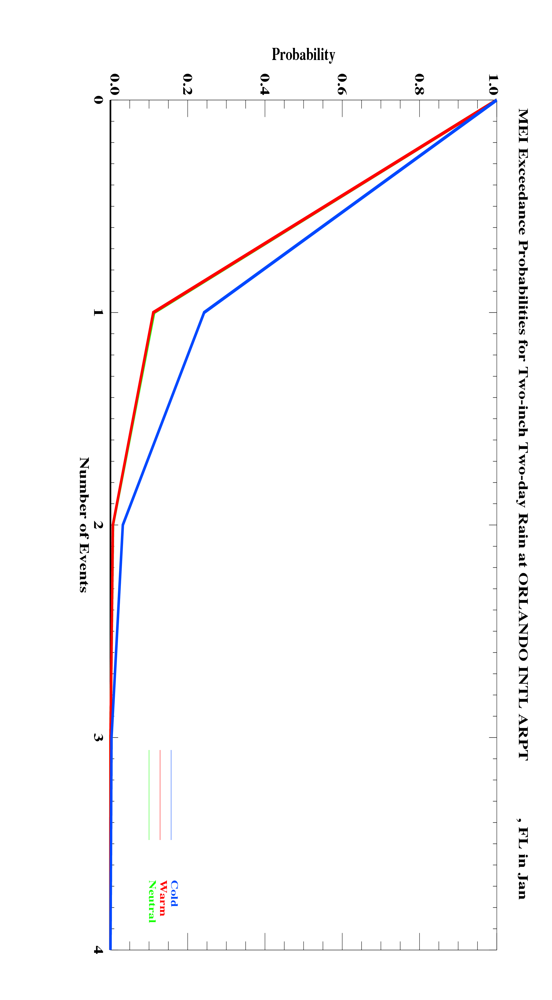 MEI Exceedance Probabilities for Two-inch Two-day Rain at ORLANDO INTL ARPT , FL in Jan
Probability
1.0
0.8
0.6
0.4
0.2
0.0
0 1 2 3 4
Number of Events
Cold
Warm
Neutral